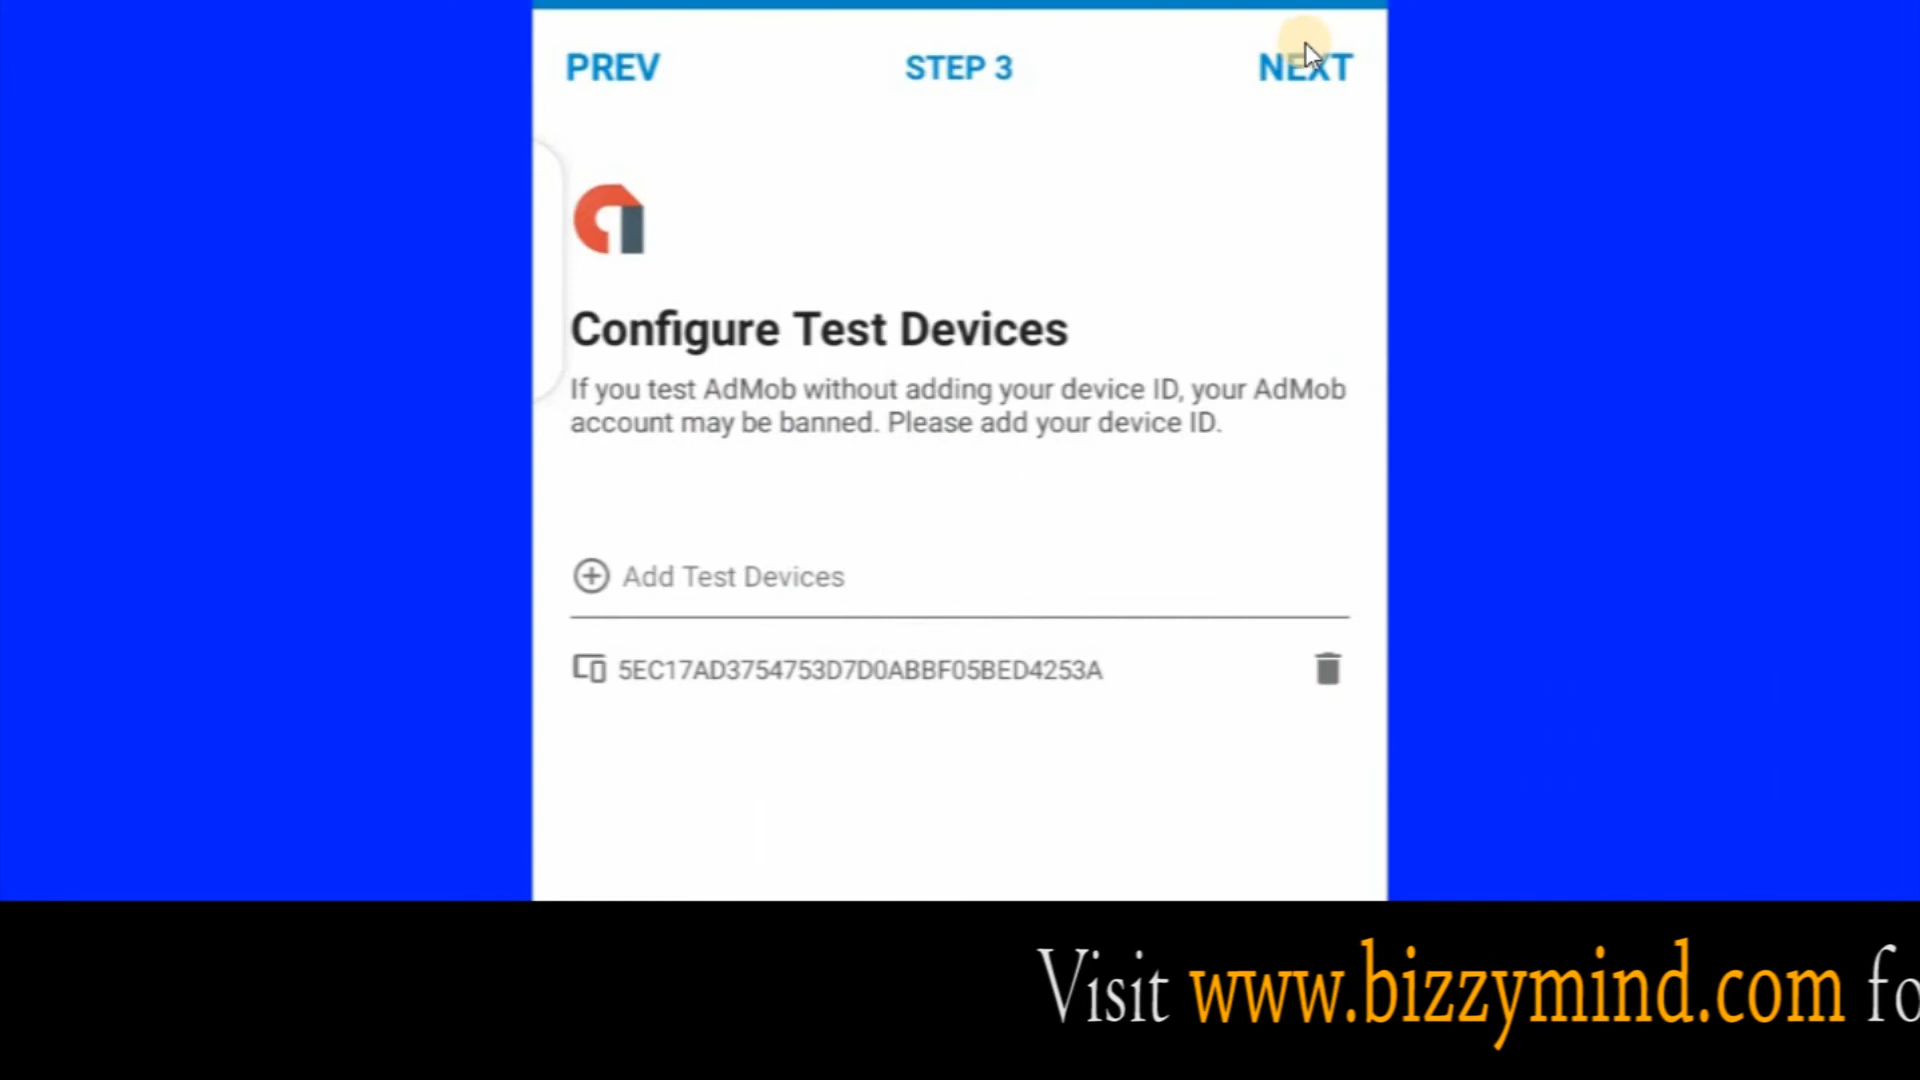 PREV STEP 3 NEXT
Configure Test Devices
If you test AdMob without adding your device ID, your AdMob
account may be banned. Please add your device ID.
Add Test Devices
5EC17AD3754753D7D0ABBF05BED4253A
Visit www.bizzymind.com fo